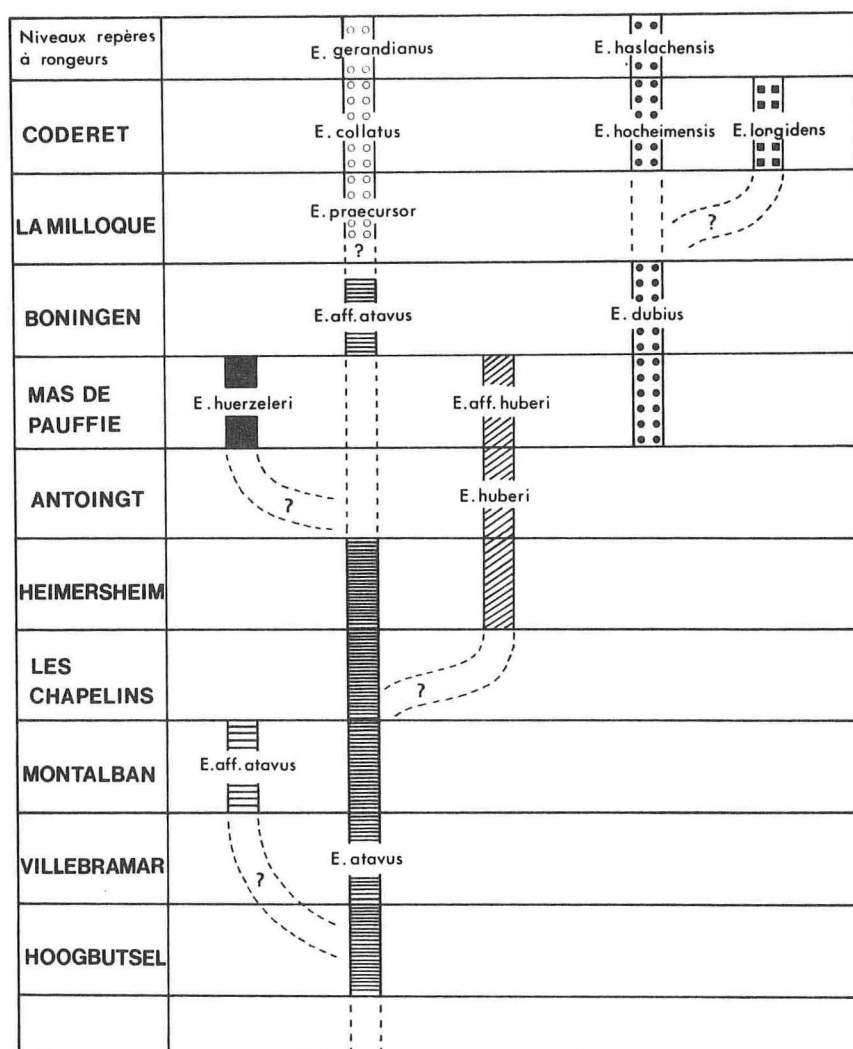 Niveaux repères
à rongeurs
E. gerandianus
E. haslachensis
CODERET
E. collatus
E. hocheimensis
E. longidens
LA MILLOQUE
E. praecursor
?
?
BONINGEN
E. aff. atavus
E. dubius
MAS DE
PAUFFIE
E. huerzeleri
E. aff. huberi
ANTOINGT
?
E. huberi
HEIMERSHEIM
LES
CHAPELINS
?
MONTALBAN
E. aff. atavus
VILLEBRAMAR
?
E. atavus
HOOGBUTSEL